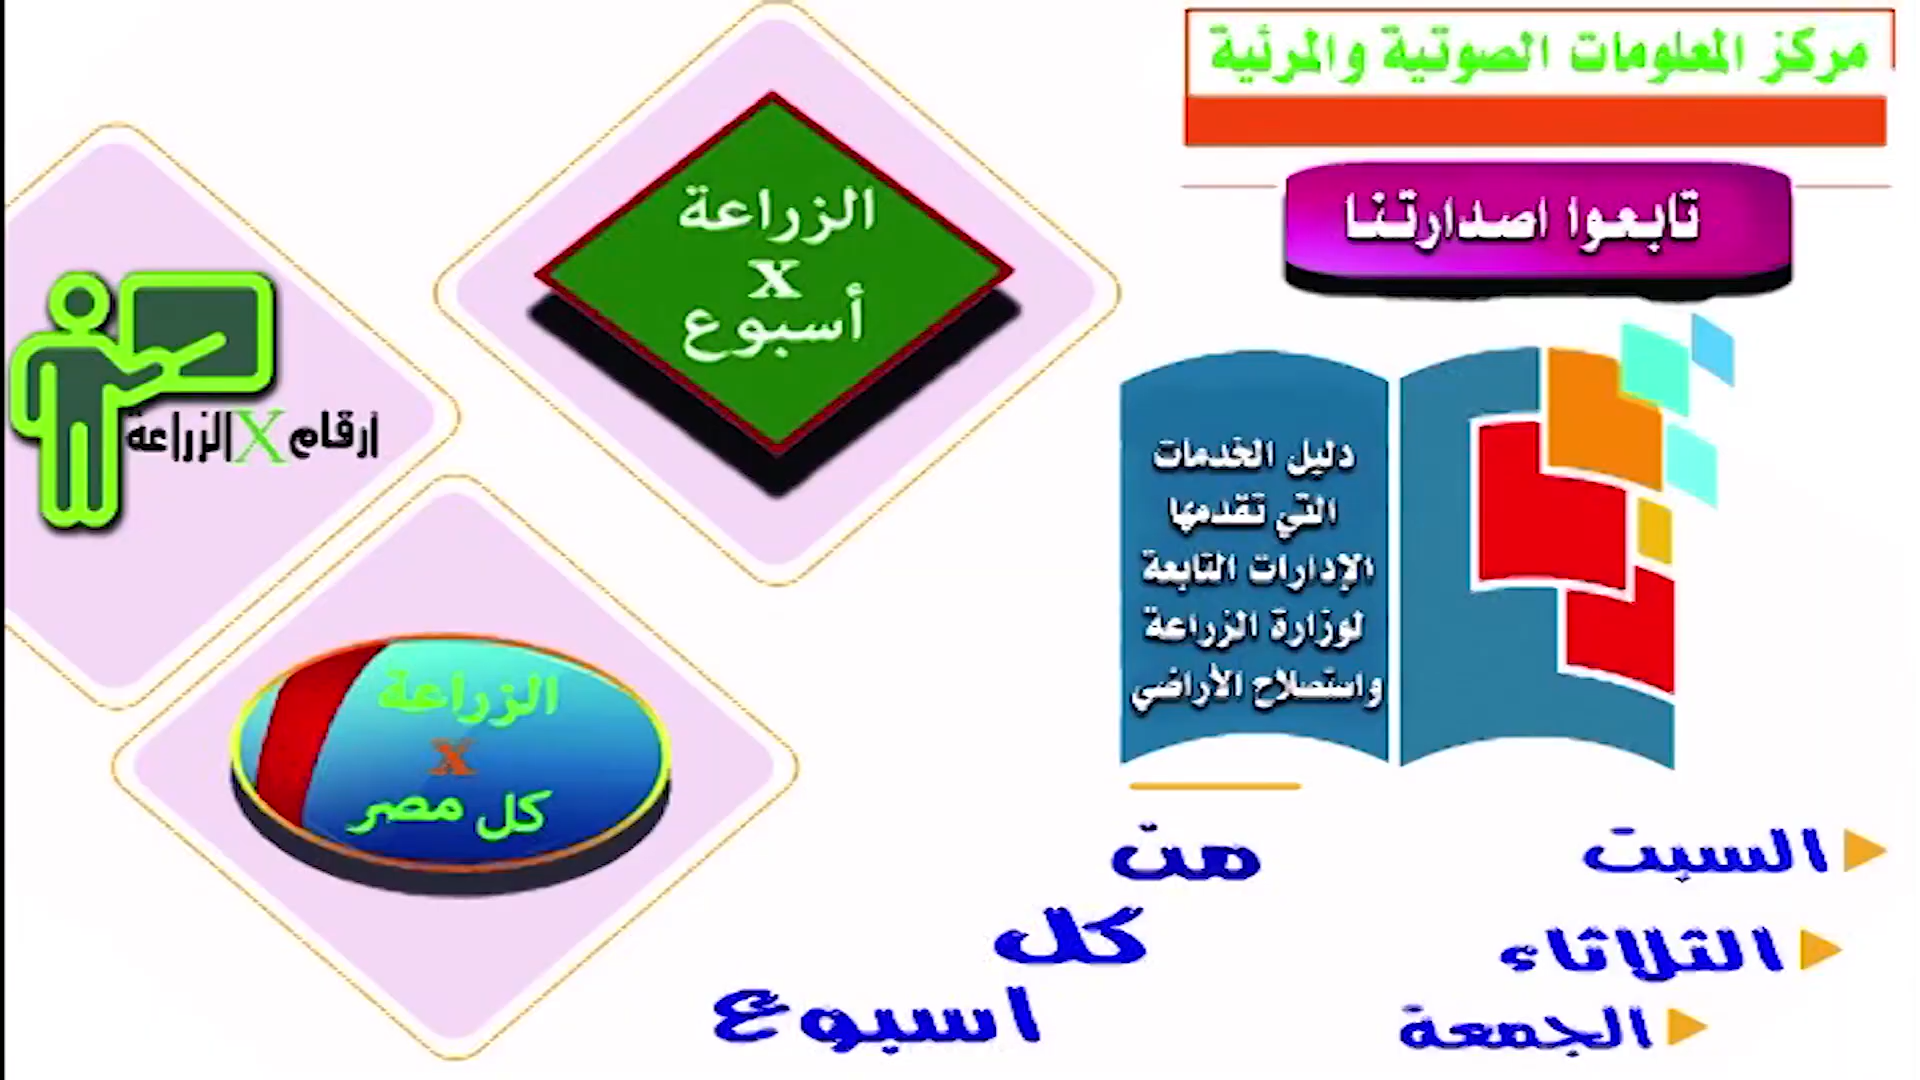 مركز المعلومات الصوتية والمرئية
تابعوا اصدارتنا
الزراعة
X
أسبوع
ارقام X الزراعة
دليل الخدمات
التي تقدمها
الإدارات التابعة
لوزارة الزراعة
واستصلاح الأراضي
الزراعة
X
كل مصر
السبت
الثلاثاء
الجمعة
من
كل
اسبوع